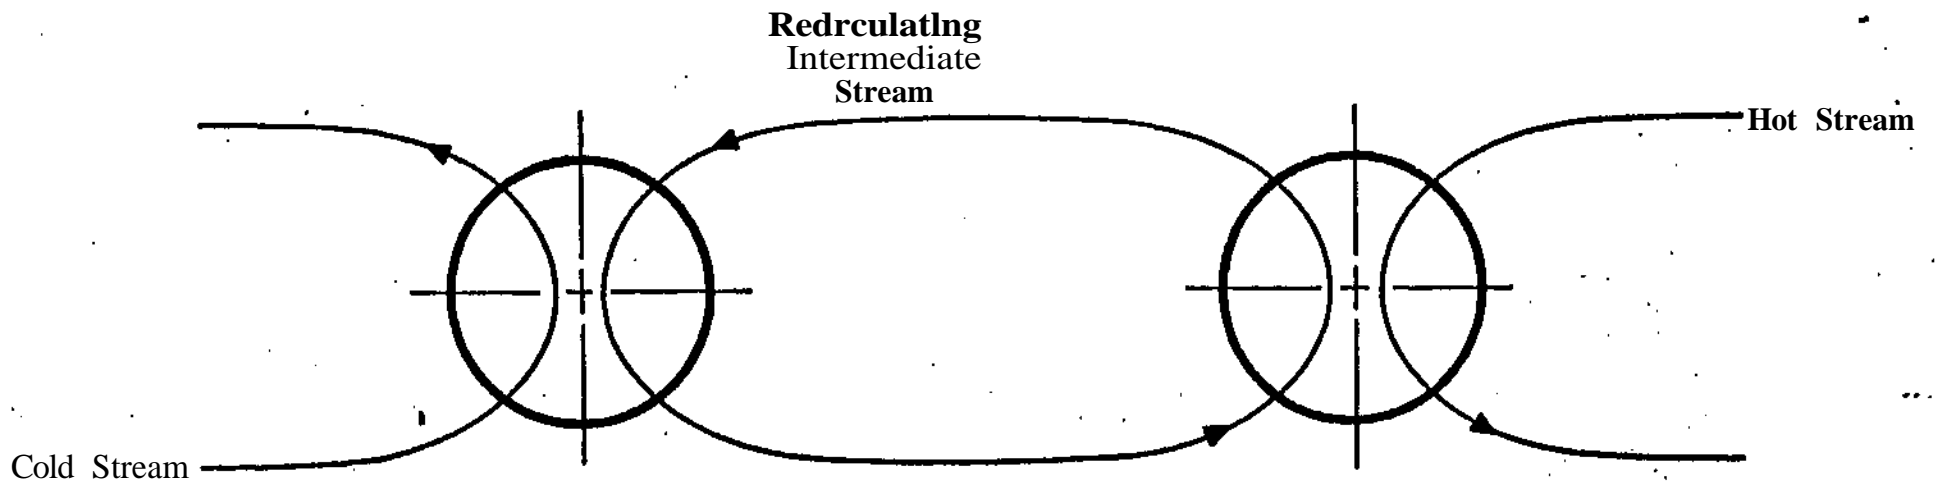 Redrculatlng
Intermediate
Stream
Hot Stream
Cold Stream